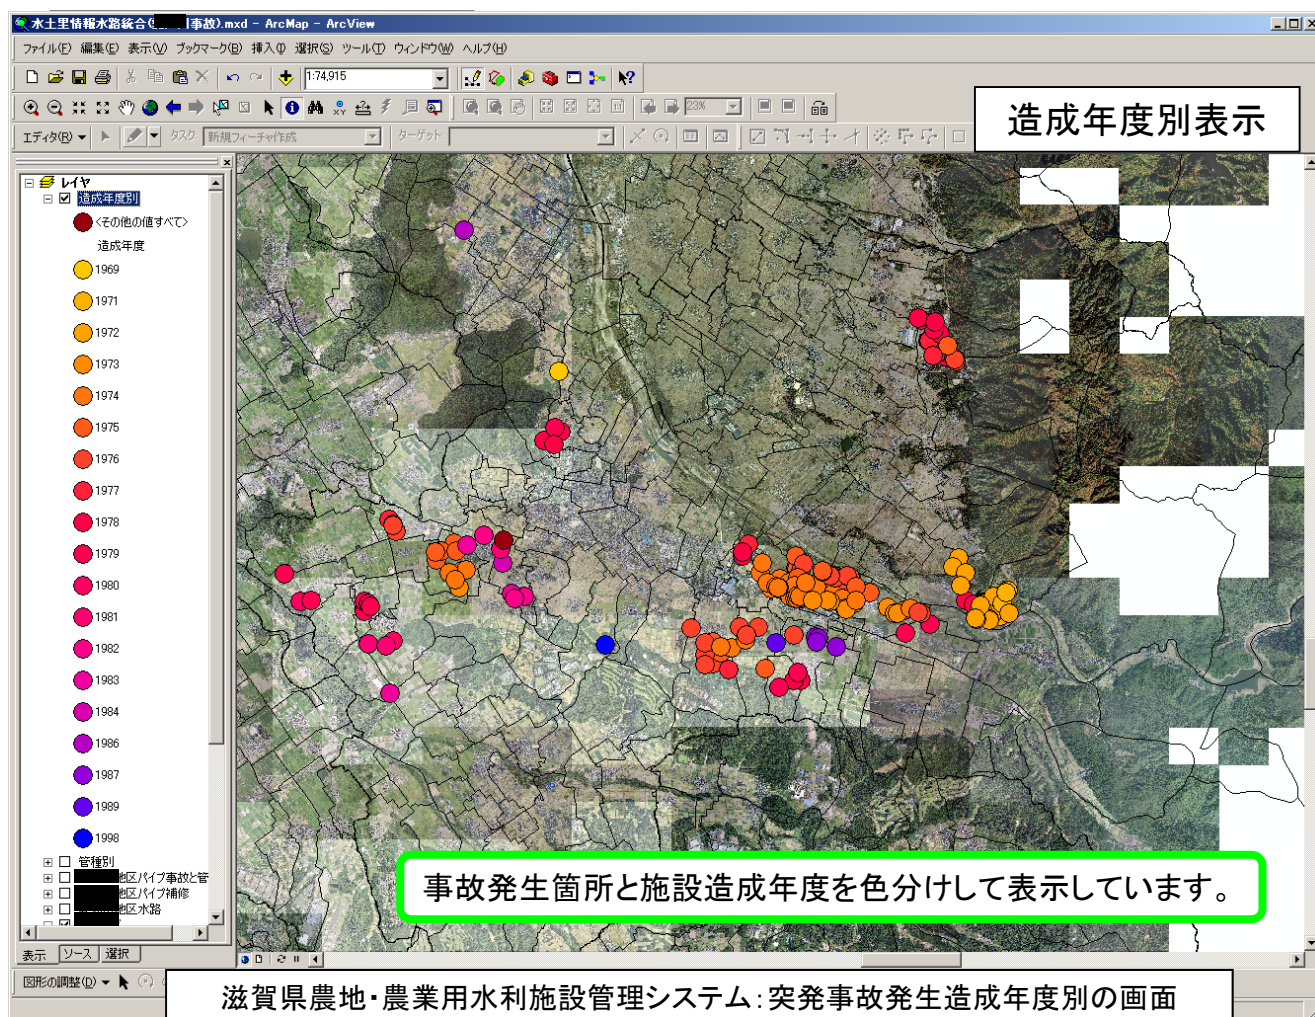 水土里情報水路統合(事故).mxd - ArcMap - ArcView
ファイル(F) 編集(E) 表示(V) ブックマーク(B) 挿入(I) 選択(S) ツール(T) ウィンドウ(W) ヘルプ(H)
1:74,915
23%
エディタ(R) タスク: 新規フィーチャ作成 ターゲット:
造成年度別表示
レイヤ
造成年度別
<その他の値すべて>
造成年度
1969
1971
1972
1973
1974
1975
1976
1977
1978
1979
1980
1981
1982
1983
1984
1986
1987
1989
1998
管種別
地区パイプ事故と管
地区パイプ補修
地区水路
表示 ソース 選択
事故発生箇所と施設造成年度を色分けして表示しています。
図形の調整(D)
滋賀県農地・農業用水利施設管理システム:突発事故発生造成年度別の画面